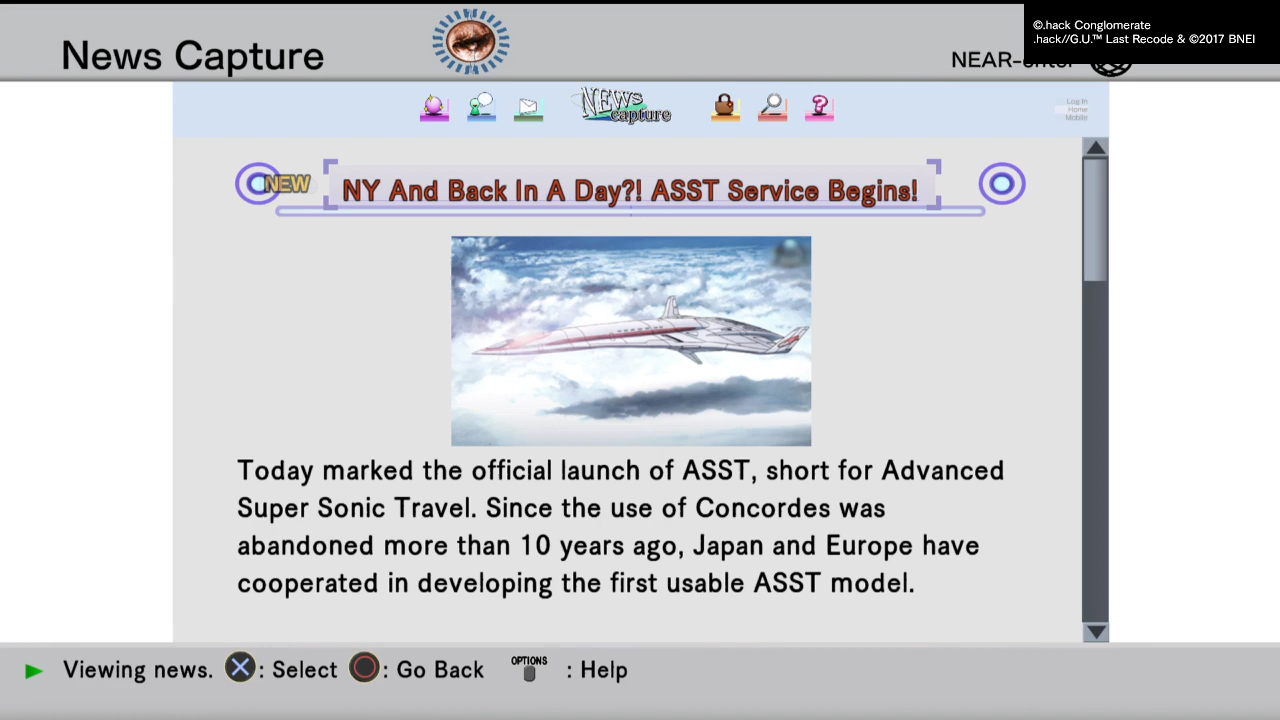 News Capture
©.hack Conglomerate
.hack//G.U.™ Last Recode & ©2017 BNEI
NEWS
capture
Log In
Home
Mobile
NEW
NY And Back In A Day?! ASST Service Begins!
Today marked the official launch of ASST, short for Advanced
Super Sonic Travel. Since the use of Concordes was
abandoned more than 10 years ago, Japan and Europe have
cooperated in developing the first usable ASST model.
Viewing news. : Select : Go Back OPTIONS : Help